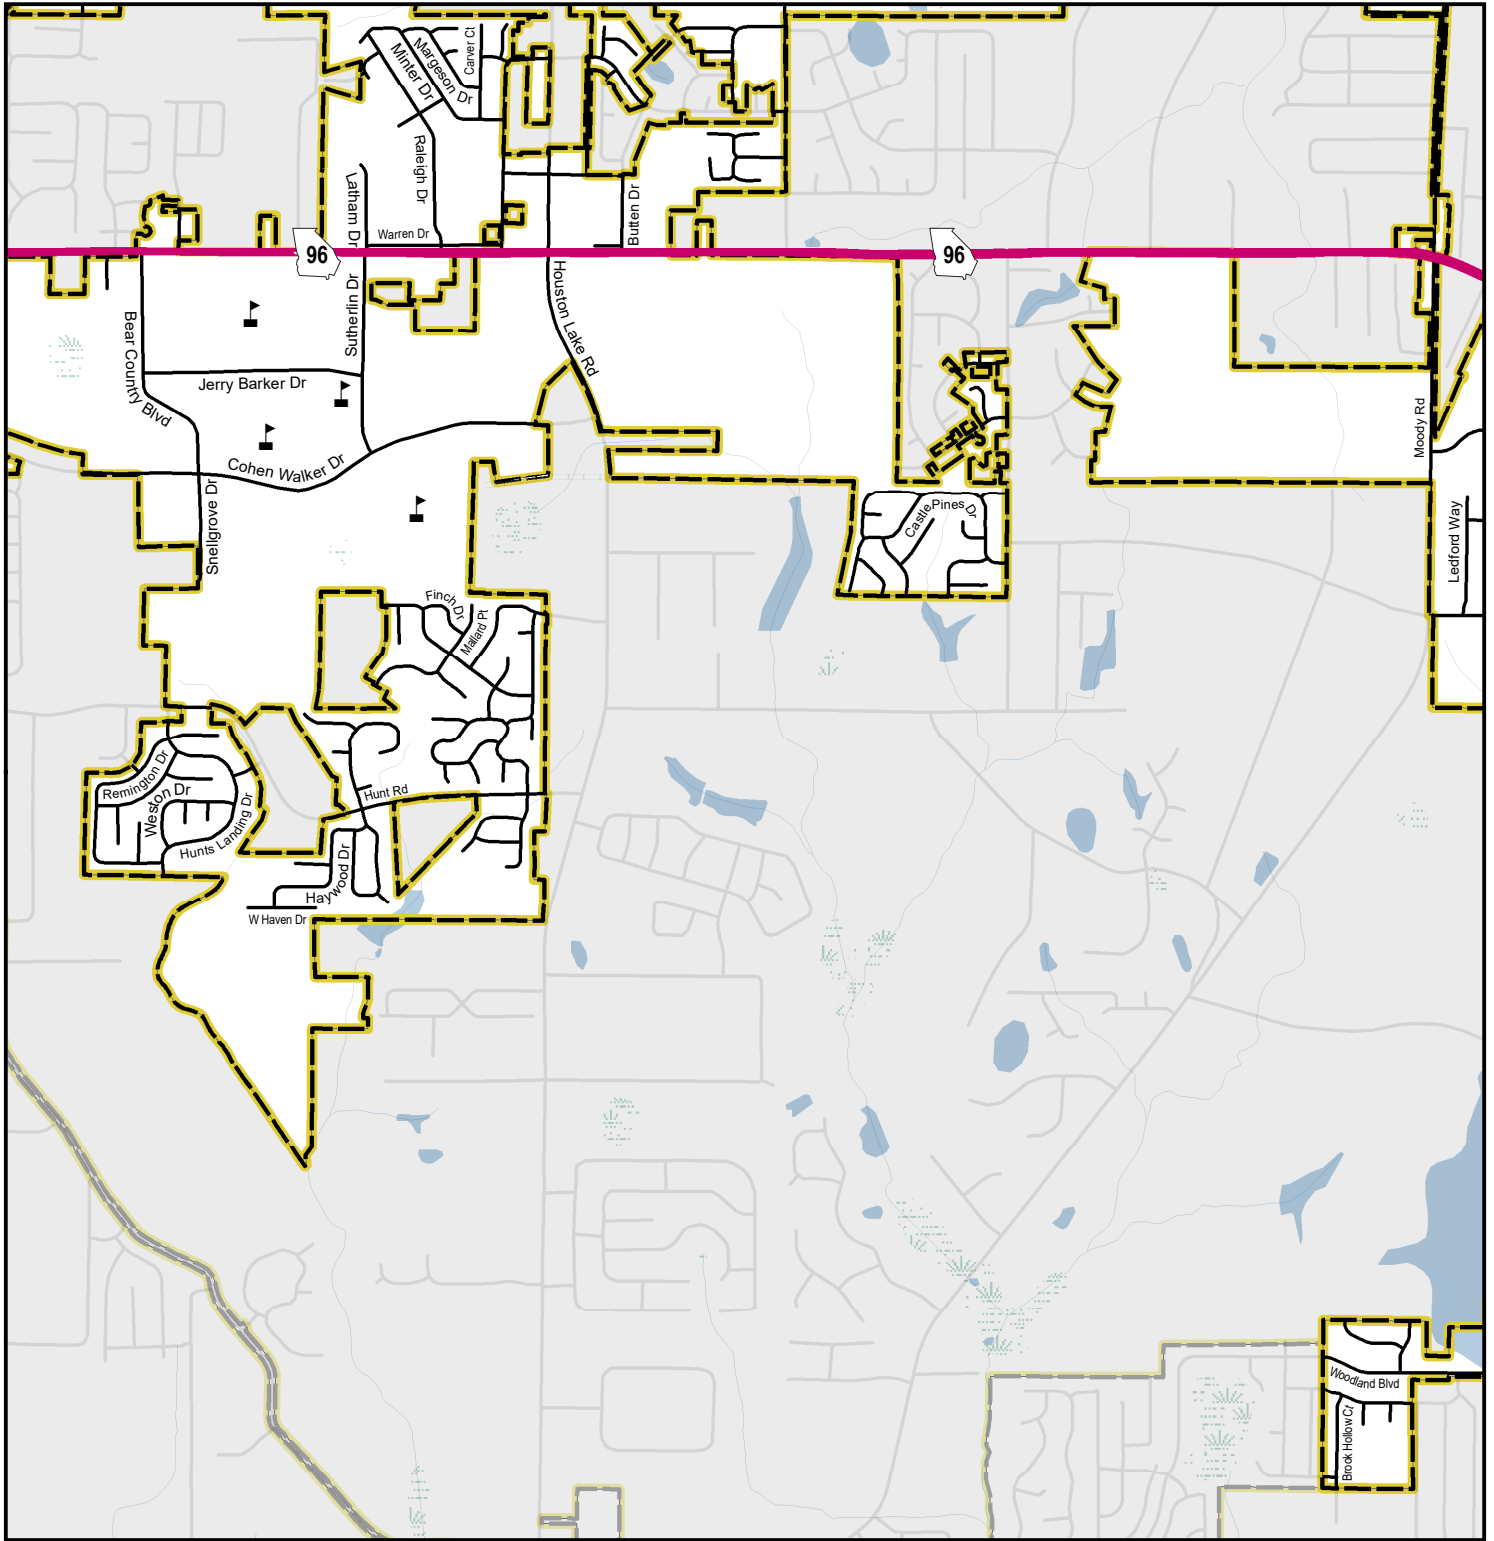 Carver Ct
Margeson Dr
Minter Dr
Raleigh Dr
Latham Dr
Butten Dr
Warren Dr
96
96
Houston Lake Rd
Sutherlin Dr
Bear Country Blvd
Jerry Barker Dr
Moody Rd
Cohen Walker Dr
Snellgrove Dr
Castle Pines Dr
Ledford Way
Finch Dr
Mallard Pt
Remington Dr
Weston Dr
Hunt Rd
Hunts Landing Dr
Haywood Dr
W Haven Dr
Woodland Blvd
Brook Hollow Ct